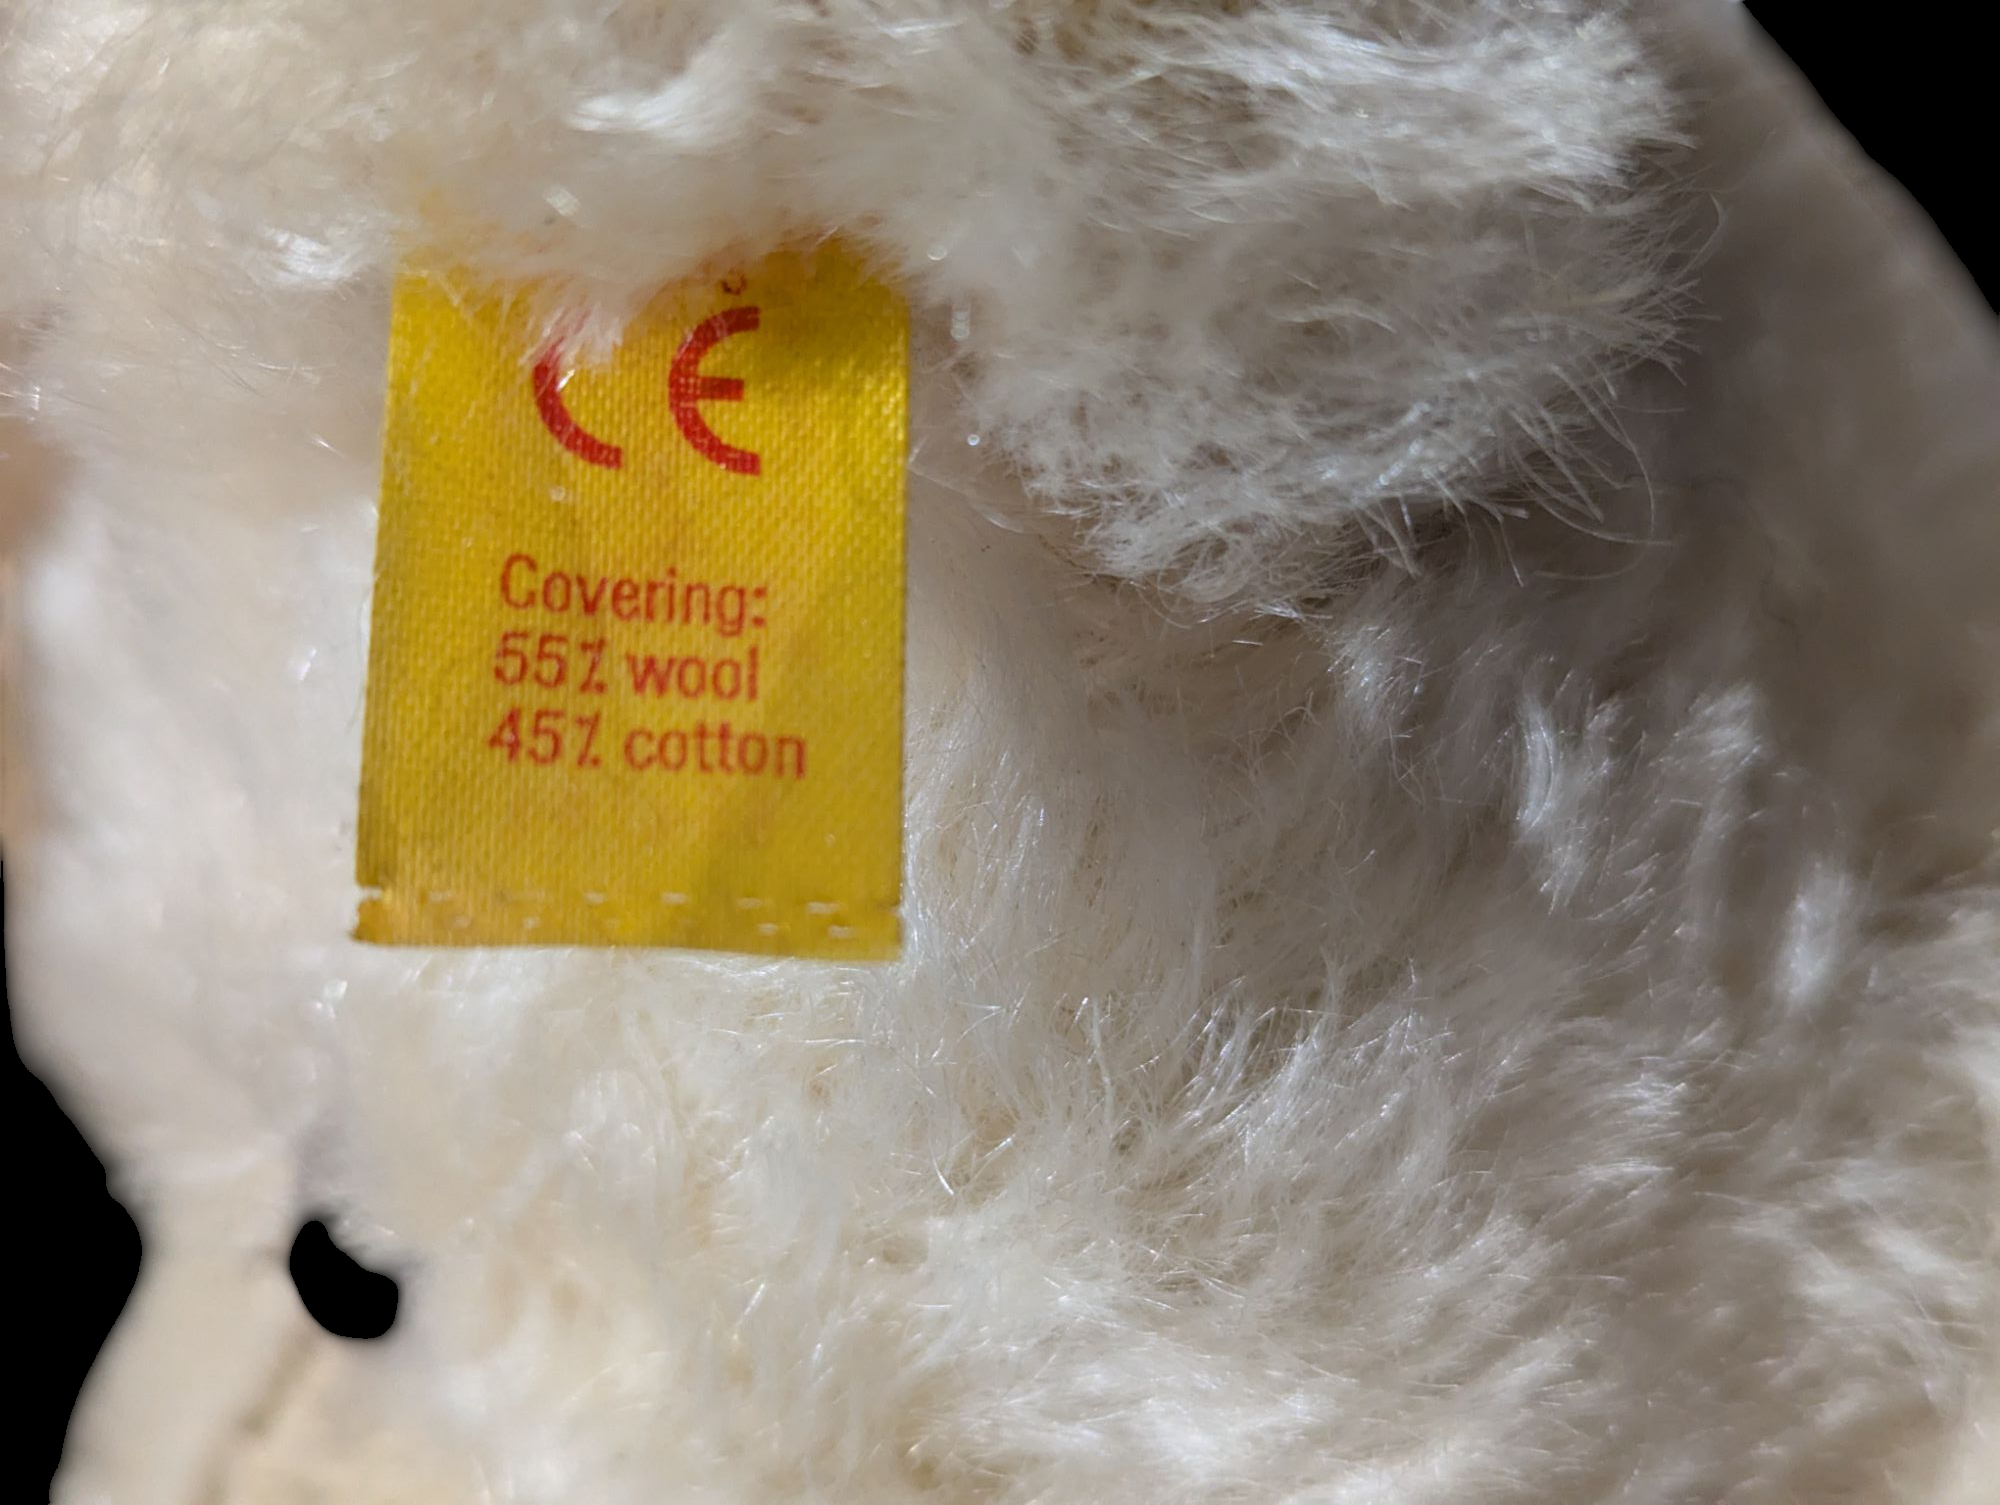 CE
Covering:
55% wool
45% cotton